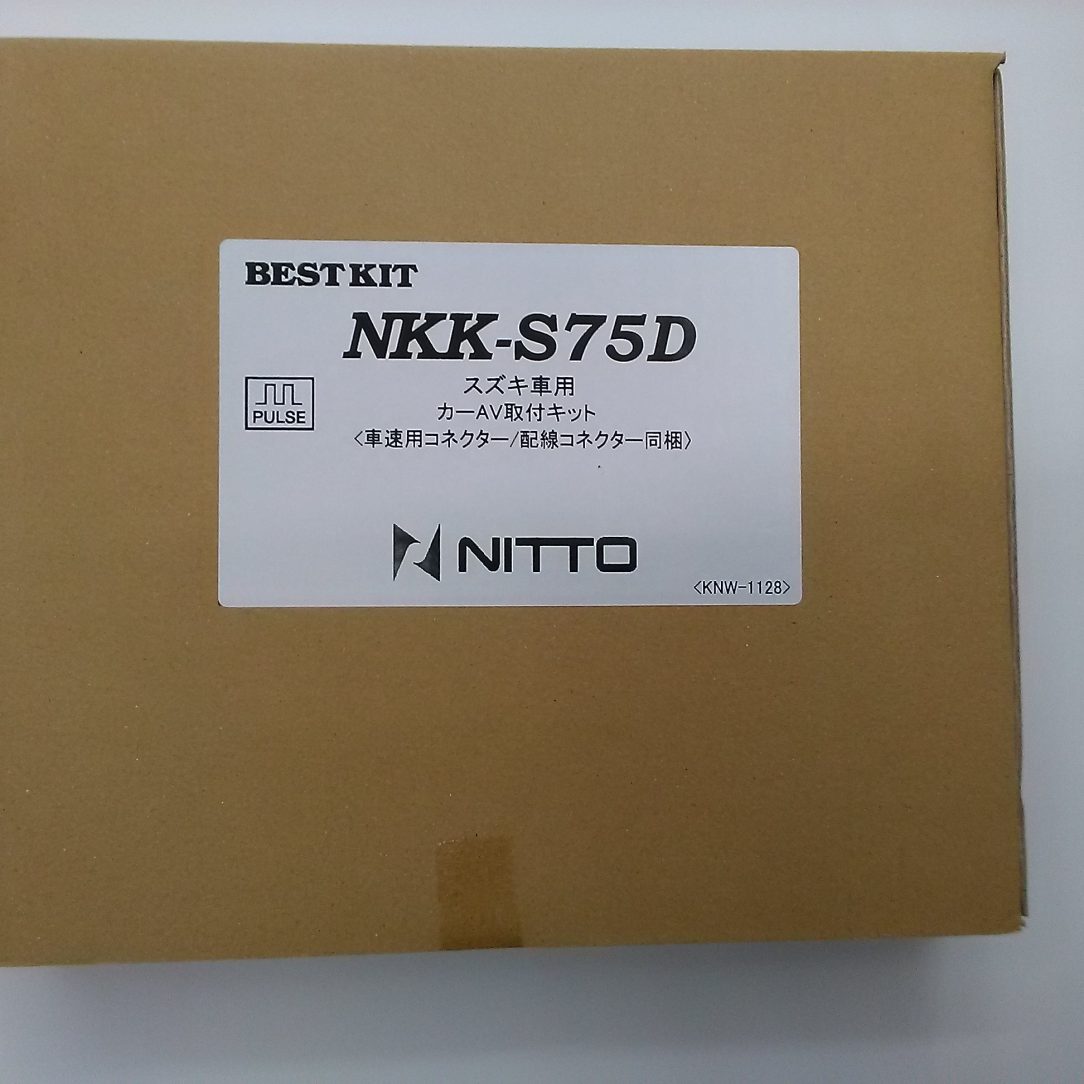 BEST KIT
NKK-S75D
PULSE
スズキ車用
カーAV取付キット
〈車速用コネクター/配線コネクター同梱〉
NITTO
〈KNW-1128〉